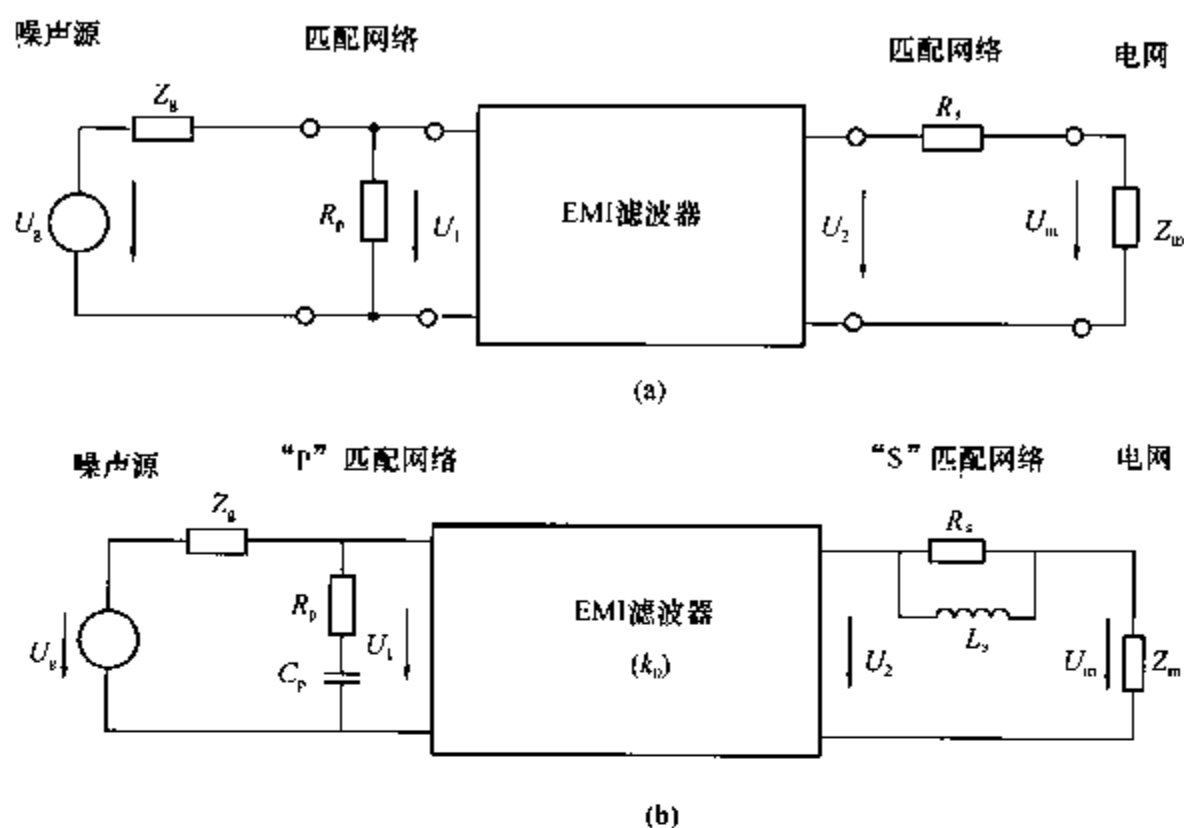 噪声源 匹配网络 匹配网络 电网
Zg Rs
Ug Rp U1 EMI滤波器 U2 Um Zm
(a)
噪声源 “P” 匹配网络 “S” 匹配网络 电网
Zg Rs
Rp EMI滤波器 Ls
Ug Cp U1 (kp) U2 Um Zm
(b)